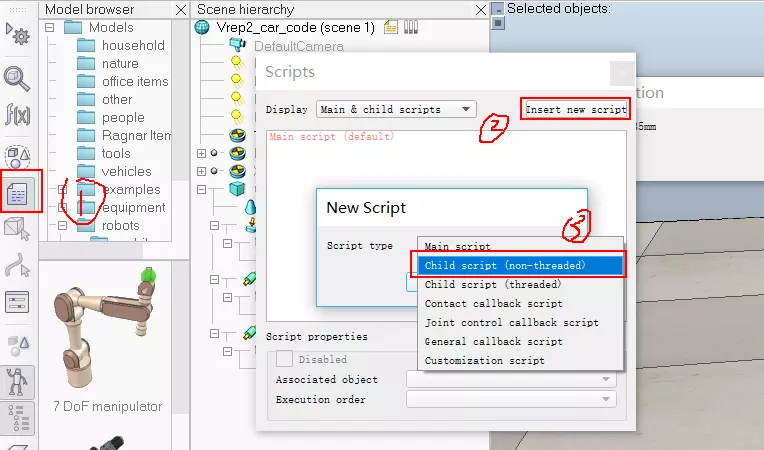 Model browser
Models
household
nature
office items
other
people
Ragnar Item
tools
vehicles
examples
equipment
robots
7 DoF manipulator
f(x)
1
Scene hierarchy
Vrep2_car_code (scene 1)
DefaultCamera
Selected objects:
Scripts
Display
Main & child scripts
Insert new script
2
Main script (default)
New Script
3
Script type
Main script
Child script (non-threaded)
Child script (threaded)
Contact callback script
Joint control callback script
General callback script
Customization script
Script properties
Disabled
Associated object
Execution order
tion
45mm